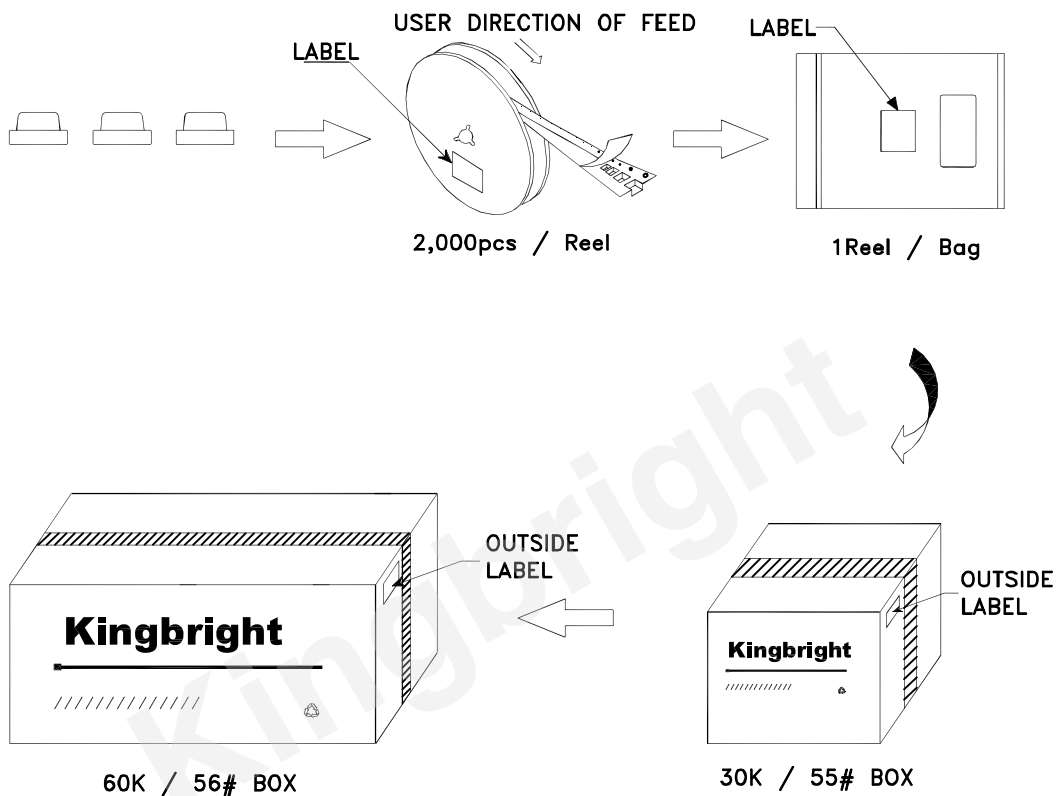 USER DIRECTION OF FEED
LABEL
LABEL
2,000pcs / Reel
1Reel / Bag
OUTSIDE
LABEL
OUTSIDE
LABEL
Kingbright
Kingbright
60K / 56# BOX
30K / 55# BOX
Kingbright